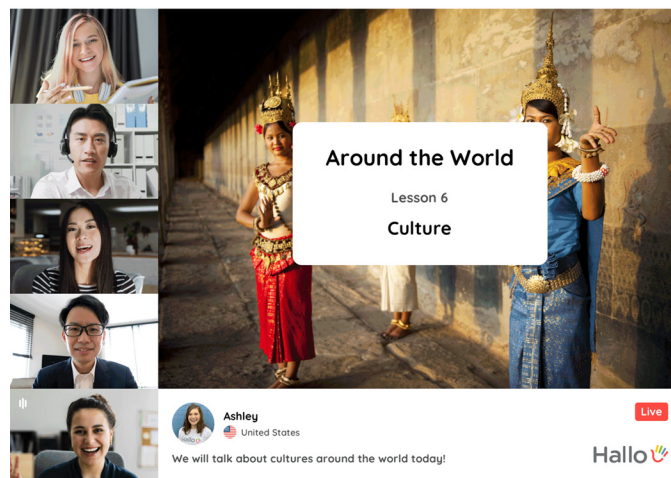 Around the World
Lesson 6
Culture
Ashley
United States
We will talk about cultures around the world today!
Live
Hallo
Hallo